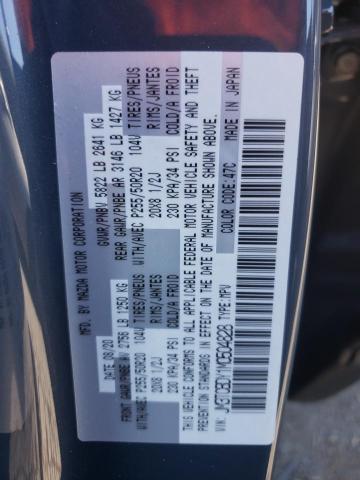 MFD. BY MAZDA MOTOR CORPORATION
DATE: 08/20 GVWR/PNBV 5822 LB 2641 KG
FRONT GAWR/PNBE AV 2756 LB 1250 KG REAR GAWR/PNBE AR 3146 LB 1427 KG
WITH/AVEC P255/50R20 104V TIRES/PNEUS WITH/AVEC P255/50R20 104V TIRES/PNEUS
20X8 1/2J RIMS/JANTES 20X8 1/2J RIMS/JANTES
230 KPA/34 PSI COLD/A FROID 230 KPA/34 PSI COLD/A FROID
THIS VEHICLE CONFORMS TO ALL APPLICABLE FEDERAL MOTOR VEHICLE SAFETY AND THEFT
PREVENTION STANDARDS IN EFFECT ON THE DATE OF MANUFACTURE SHOWN ABOVE.
MADE IN JAPAN
VIN: TYPE:MPV COLOR CODE:47C